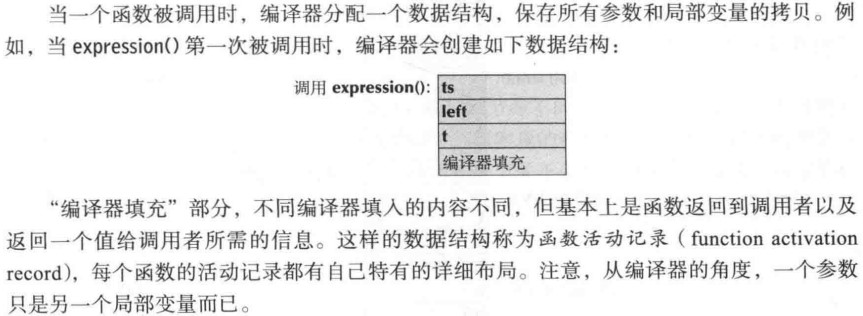 当一个函数被调用时，编译器分配一个数据结构，保存所有参数和局部变量的拷贝。例
如，当 expression() 第一次被调用时，编译器会创建如下数据结构：
调用 expression(): ts
left
t
编译器填充
“编译器填充”部分，不同编译器填入的内容不同，但基本上是函数返回到调用者以及
返回一个值给调用者所需的信息。这样的数据结构称为函数活动记录（function activation
record），每个函数的活动记录都有自己特有的详细布局。注意，从编译器的角度，一个参数
只是另一个局部变量而已。